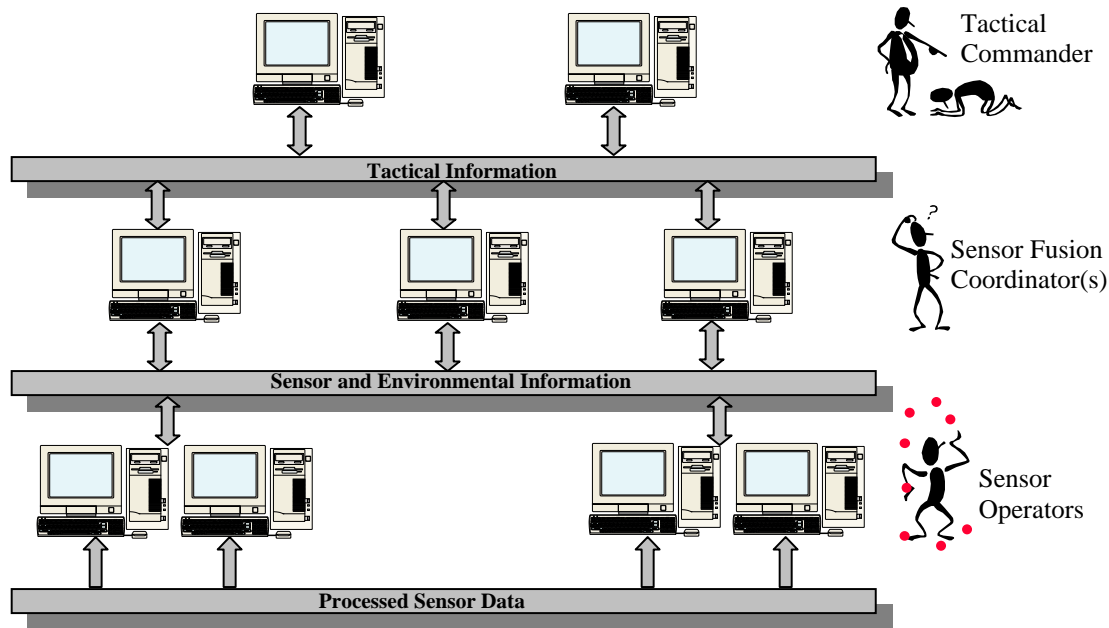 Tactical
Commander
Tactical Information
?
Sensor Fusion
Coordinator(s)
Sensor and Environmental Information
Sensor
Operators
Processed Sensor Data